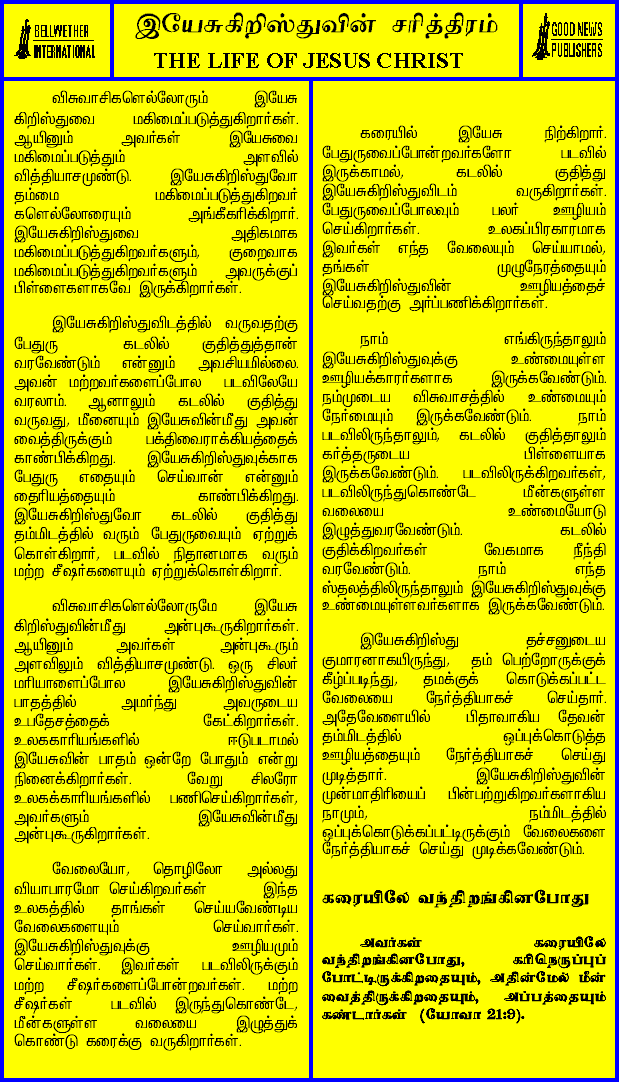 BELLWETHER
INTERNATIONAL
இயேசுகிறிஸ்துவின் சரித்திரம்
THE LIFE OF JESUS CHRIST
GOOD NEWS
PUBLISHERS
விசுவாசிகளெல்லோரும் இயேசு
கிறிஸ்துவை மகிமைப்படுத்துகிறார்கள்.
ஆயினும் அவர்கள் இயேசுவை
மகிமைப்படுத்தும் அளவில்
வித்தியாசமுண்டு. இயேசுகிறிஸ்துவோ
தம்மை மகிமைப்படுத்துகிறவர்
களெல்லோரையும் அங்கீகரிக்கிறார்.
இயேசுகிறிஸ்துவை அதிகமாக
மகிமைப்படுத்துகிறவர்களும், குறைவாக
மகிமைப்படுத்துகிறவர்களும் அவருக்குப்
பிள்ளைகளாகவே இருக்கிறார்கள்.
இயேசுகிறிஸ்துவிடத்தில் வருவதற்கு
பேதுரு கடலில் குதித்துத்தான்
வரவேண்டும் என்னும் அவசியமில்லை.
அவன் மற்றவர்களைப்போல படவிலேயே
வரலாம். ஆனாலும் கடலில் குதித்து
வருவது, மீனையும் இயேசுவின்மீது அவன்
வைத்திருக்கும் பக்திவைராக்கியத்தைக்
காண்பிக்கிறது. இயேசுகிறிஸ்துவுக்காக
பேதுரு எதையும் செய்வான் என்னும்
தைரியத்தையும் காண்பிக்கிறது.
இயேசுகிறிஸ்துவோ கடலில் குதித்து
தம்மிடத்தில் வரும் பேதுருவையும் ஏற்றுக்
கொள்கிறார், படவில் நிதானமாக வரும்
மற்ற சீஷர்களையும் ஏற்றுக்கொள்கிறார்.
விசுவாசிகளெல்லோருமே இயேசு
கிறிஸ்துவின்மீது அன்புகூருகிறார்கள்.
ஆயினும் அவர்கள் அன்புகூரும்
அளவிலும் வித்தியாசமுண்டு. ஒரு சிலர்
மரியாளைப்போல இயேசுகிறிஸ்துவின்
பாதத்தில் அமர்ந்து அவருடைய
உபதேசத்தைக் கேட்கிறார்கள்.
உலககாரியங்களில் ஈடுபடாமல்
இயேசுவின் பாதம் ஒன்றே போதும் என்று
நினைக்கிறார்கள். வேறு சிலரோ
உலகக்காரியங்களில் பணிசெய்கிறார்கள்,
அவர்களும் இயேசுவின்மீது
அன்புகூருகிறார்கள்.
வேலையோ, தொழிலோ அல்லது
வியாபாரமோ செய்கிறவர்கள் இந்த
உலகத்தில் தாங்கள் செய்யவேண்டிய
வேலைகளையும் செய்வார்கள்.
இயேசுகிறிஸ்துவுக்கு ஊழியமும்
செய்வார்கள். இவர்கள் படவிலிருக்கும்
மற்ற சீஷர்களைப்போன்றவர்கள். மற்ற
சீஷர்கள் படவில் இருந்துகொண்டே,
மீன்களுள்ள வலையை இழுத்துக்
கொண்டு கரைக்கு வருகிறார்கள்.
கரையில் இயேசு நிற்கிறார்.
பேதுருவைப்போன்றவர்களோ படவில்
இருக்காமல், கடலில் குதித்து
இயேசுகிறிஸ்துவிடம் வருகிறார்கள்.
பேதுருவைப்போலவும் பலர் ஊழியம்
செய்கிறார்கள். உலகப்பிரகாரமாக
இவர்கள் எந்த வேலையும் செய்யாமல்,
தங்கள் முழுநேரத்தையும்
இயேசுகிறிஸ்துவின் ஊழியத்தைச்
செய்வதற்கு அர்ப்பணிக்கிறார்கள்.
நாம் எங்கிருந்தாலும்
இயேசுகிறிஸ்துவுக்கு உண்மையுள்ள
ஊழியக்காரர்களாக இருக்கவேண்டும்.
நம்முடைய விசுவாசத்தில் உண்மையும்
நேர்மையும் இருக்கவேண்டும். நாம்
படவிலிருந்தாலும், கடலில் குதித்தாலும்
கர்த்தருடைய பிள்ளையாக
இருக்கவேண்டும். படவிலிருக்கிறவர்கள்,
படவிலிருந்துகொண்டே மீன்களுள்ள
வலையை உண்மையோடு
இழுத்துவரவேண்டும். கடலில்
குதிக்கிறவர்கள் வேகமாக நீந்தி
வரவேண்டும். நாம் எந்த
ஸ்தலத்திலிருந்தாலும் இயேசுகிறிஸ்துவுக்கு
உண்மையுள்ளவர்களாக இருக்கவேண்டும்.
இயேசுகிறிஸ்து தச்சனுடைய
குமாரனாகயிருந்து, தம் பெற்றோருக்குக்
கீழ்ப்படிந்து, தமக்குக் கொடுக்கப்பட்ட
வேலையை நேர்த்தியாகச் செய்தார்.
அதேவேளையில் பிதாவாகிய தேவன்
தம்மிடத்தில் ஒப்புக்கொடுத்த
ஊழியத்தையும் நேர்த்தியாகச் செய்து
முடித்தார். இயேசுகிறிஸ்துவின்
முன்மாதிரியைப் பின்பற்றுகிறவர்களாகிய
நாமும், நம்மிடத்தில்
ஒப்புக்கொடுக்கப்பட்டிருக்கும் வேலைகளை
நேர்த்தியாகச் செய்து முடிக்கவேண்டும்.
கரையிலே வந்திறங்கினபோது
அவர்கள் கரையிலே
வந்திறங்கினபோது, கரிநெருப்புப்
போட்டிருக்கிறதையும், அதின்மேல் மீன்
வைத்திருக்கிறதையும், அப்பத்தையும்
கண்டார்கள் (யோவா 21:9).